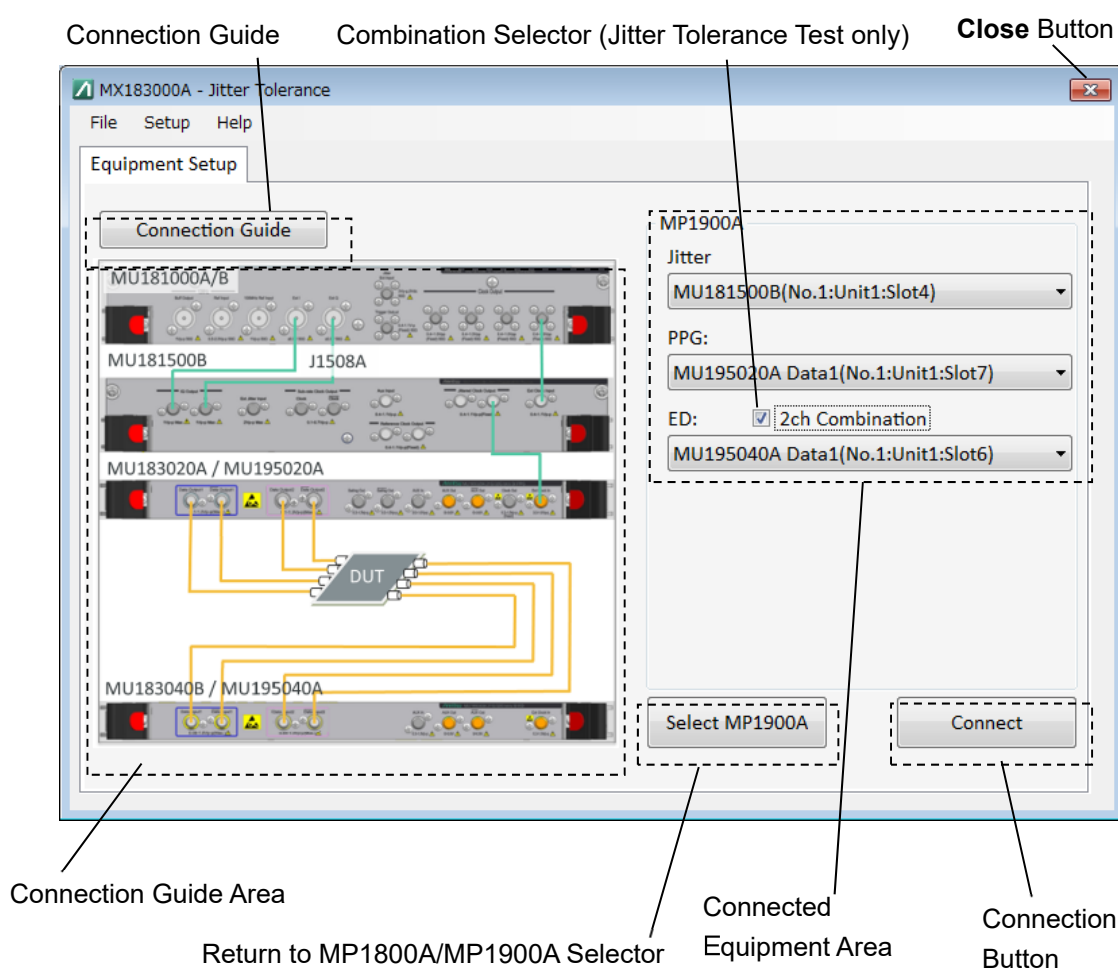 Connection Guide
Combination Selector (Jitter Tolerance Test only)
Close Button
MX183000A - Jitter Tolerance
File Setup Help
Equipment Setup
Connection Guide
MU181000A/B
MU181500B
J1508A
MU183020A / MU195020A
DUT
MU183040B / MU195040A
MP1900A
Jitter
MU181500B(No.1:Unit1:Slot4)
PPG:
MU195020A Data1(No.1:Unit1:Slot7)
ED:
2ch Combination
MU195040A Data1(No.1:Unit1:Slot6)
Select MP1900A
Connect
Connection Guide Area
Return to MP1800A/MP1900A Selector
Connected
Equipment Area
Connection
Button